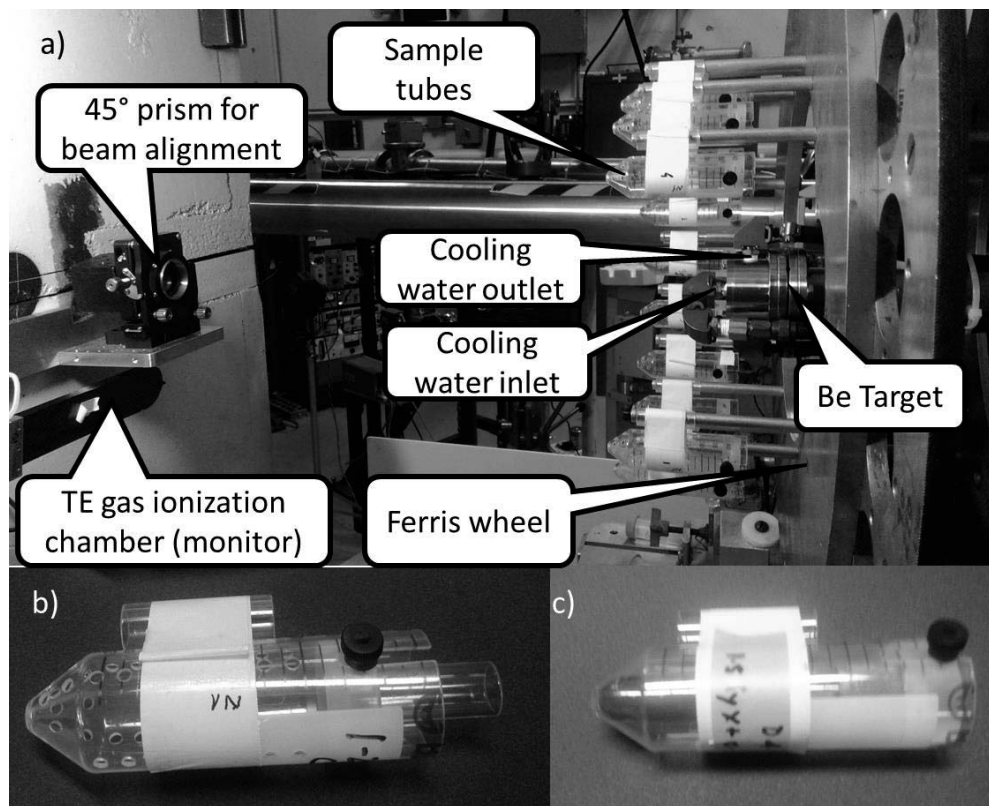 a)
Sample
tubes
45° prism for
beam alignment
Cooling
water outlet
Cooling
water inlet
Be Target
TE gas ionization
chamber (monitor)
Ferris wheel
b)
c)